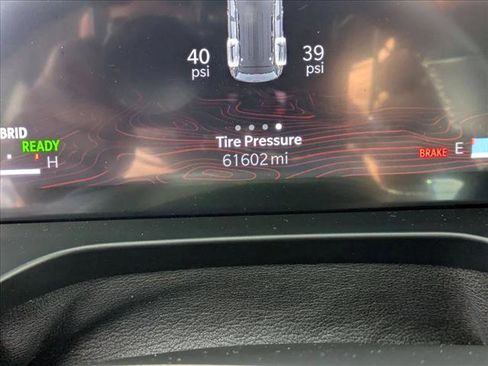 40 psi
39 psi
BRID
READY
H
Tire Pressure
61602 mi
BRAKE
E